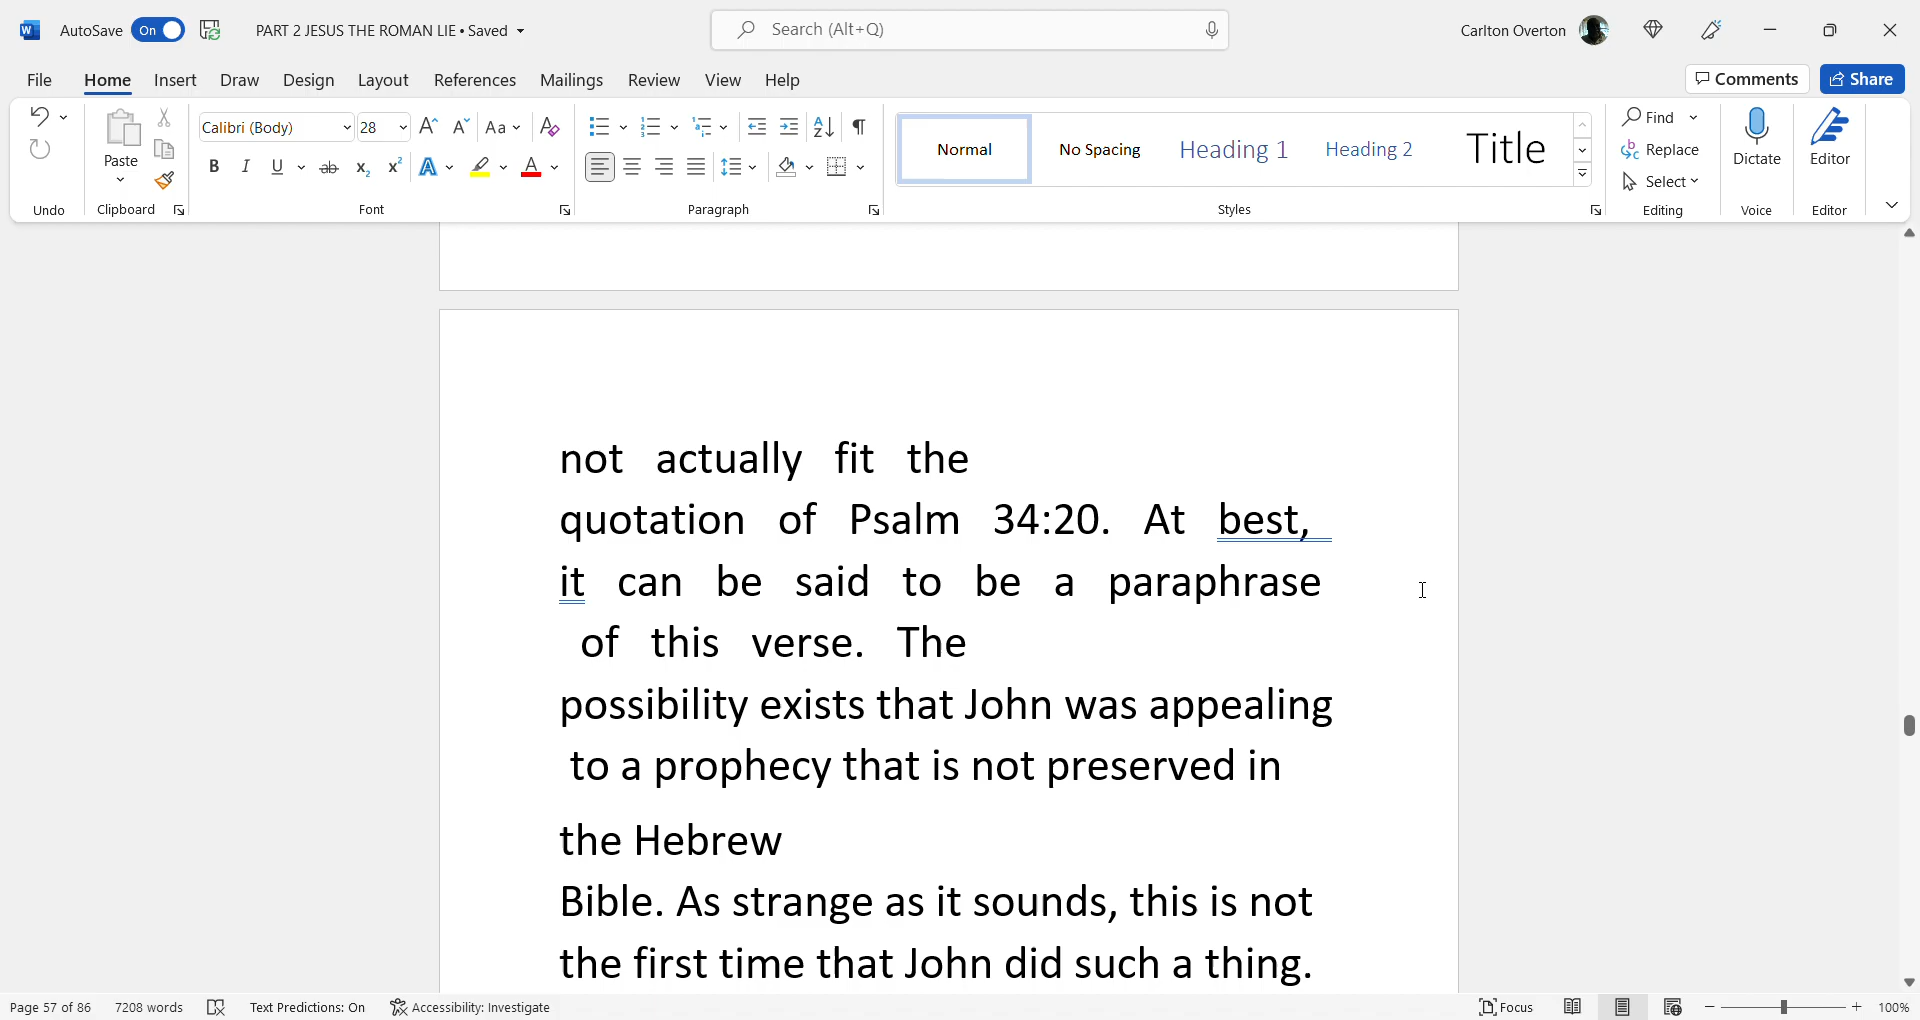 AutoSave On PART 2 JESUS THE ROMAN LIE • Saved Search (Alt+Q) Carlton Overton
File Home Insert Draw Design Layout References Mailings Review View Help Comments Share
Paste Calibri (Body) 28 Aa Normal No Spacing Heading 1 Heading 2 Title Find Replace Select Dictate Editor
Undo Clipboard Font Paragraph Styles Editing Voice Editor
not actually fit the
quotation of Psalm 34:20. At best,
it can be said to be a paraphrase
of this verse. The
possibility exists that John was appealing
to a prophecy that is not preserved in
the Hebrew
Bible. As strange as it sounds, this is not
the first time that John did such a thing.
Page 57 of 86 7208 words Text Predictions: On Accessibility: Investigate Focus 100%